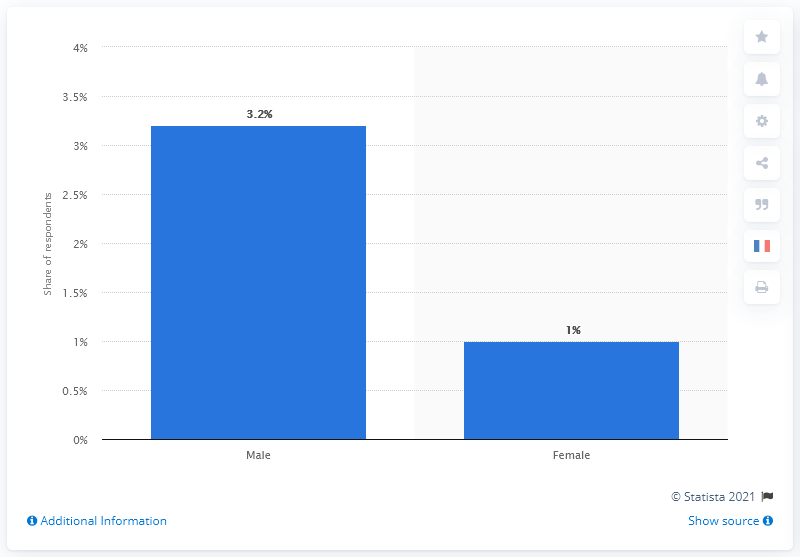 4%
3.5%
3%
2.5%
2%
1.5%
1%
0.5%
0%
Share of respondents
3.2%
1%
Male
Female
© Statista 2021
Additional Information
Show source